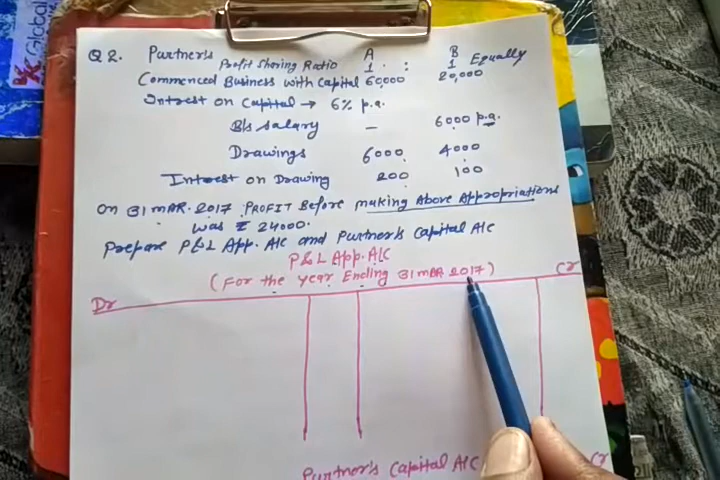 Global
Q 2. Partner's A B
Profit Sharing Ratio 1 : 1 Equally
Commenced Business with Capital 60,000 20,000
Interest on Capital → 6% p.a.
B's Salary — 6000 p.a.
Drawings 6000 4000
Interest on Drawing 200 100
On 31 MAR. 2017 PROFIT Before making Above Appropriations
was ₹ 24000.
Prepare P&L App. A/c and Partner's Capital A/c
P&L App. A/c
(For the year Ending 31 MAR 2017)
Dr Cr
Partner's Capital A/c Cr